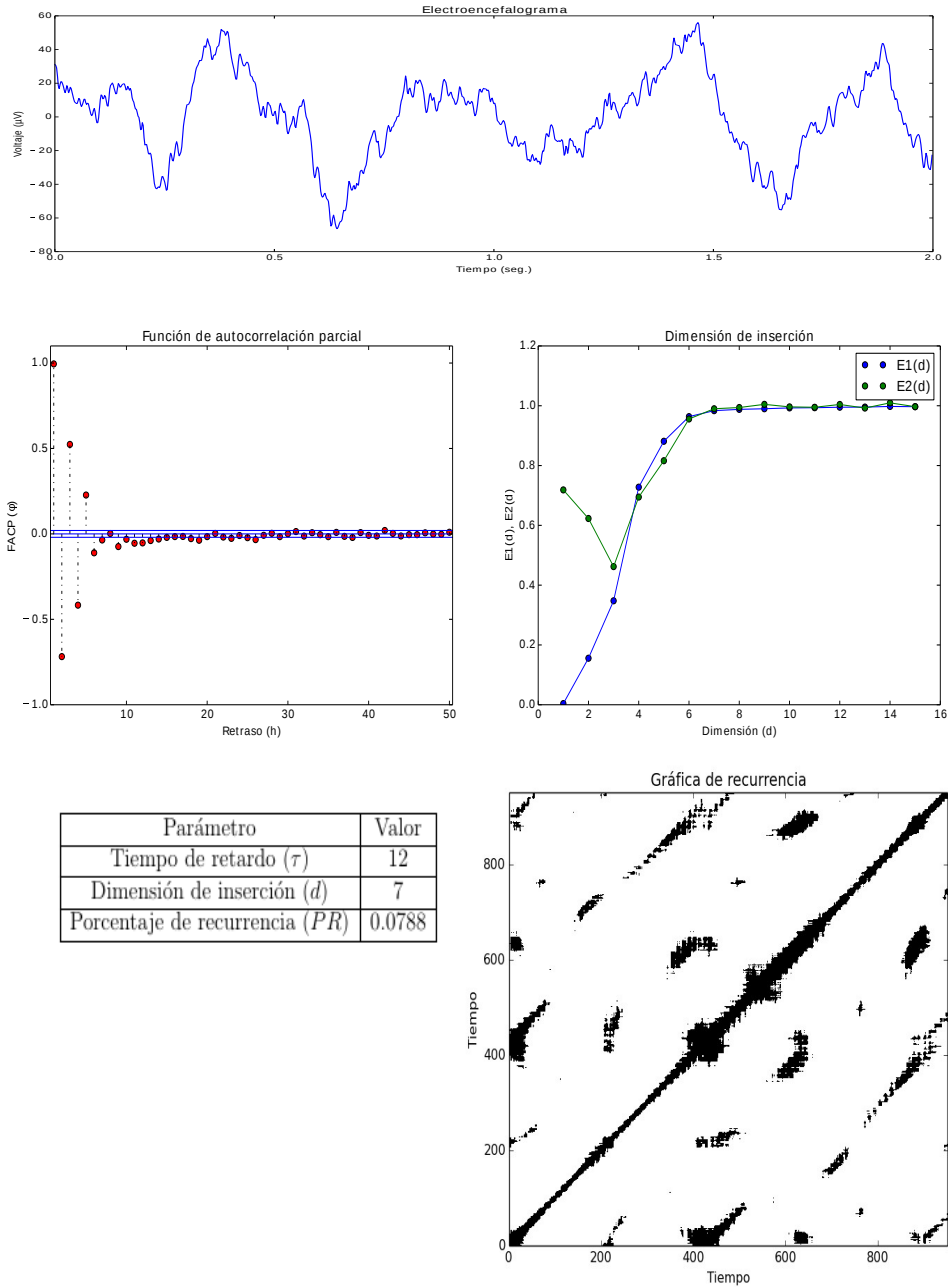 Electroencefalograma
60
40
20
0
−20
−40
−60
−80
Voltaje (μV)
0.0 0.5 1.0 1.5 2.0
Tiempo (seg.)
Función de autocorrelación parcial
1.0
0.5
0.0
−0.5
−1.0
FACP (φ)
10 20 30 40 50
Retraso (h)
Dimensión de inserción
1.2
1.0
0.8
0.6
0.4
0.2
0.0
E1(d), E2(d)
E1(d)
E2(d)
0 2 4 6 8 10 12 14 16
Dimensión (d)
Parámetro Valor
Tiempo de retardo (τ) 12
Dimensión de inserción (d) 7
Porcentaje de recurrencia (PR) 0.0788
Gráfica de recurrencia
800
600
400
200
0
Tiempo
0 200 400 600 800
Tiempo